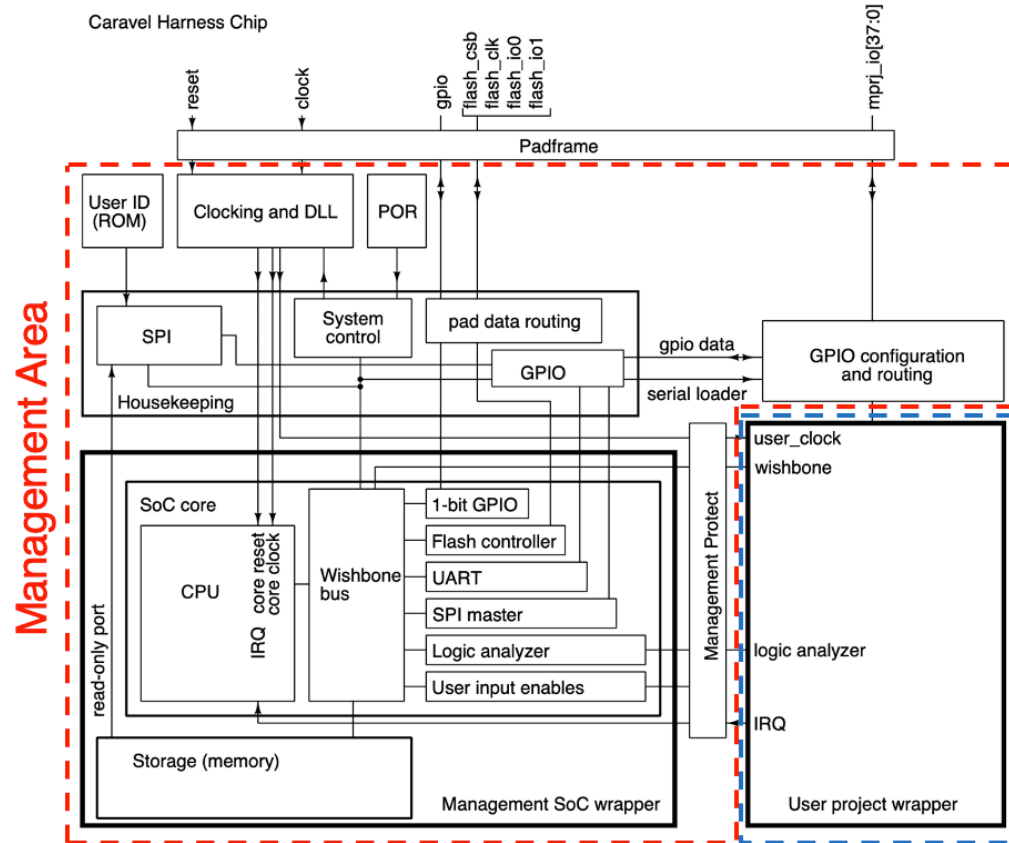 Caravel Harness Chip
reset
clock
gpio
flash_csb
flash_clk
flash_io0
flash_io1
mprj_io[37:0]
Padframe
Management Area
User ID
(ROM)
Clocking and DLL
POR
SPI
System
control
pad data routing
GPIO
Housekeeping
gpio data
serial loader
GPIO configuration
and routing
user_clock
wishbone
SoC core
CPU
core reset
core clock
IRQ
Wishbone
bus
1-bit GPIO
Flash controller
UART
SPI master
Logic analyzer
User input enables
Management Protect
logic analyzer
IRQ
read-only port
Storage (memory)
Management SoC wrapper
User project wrapper